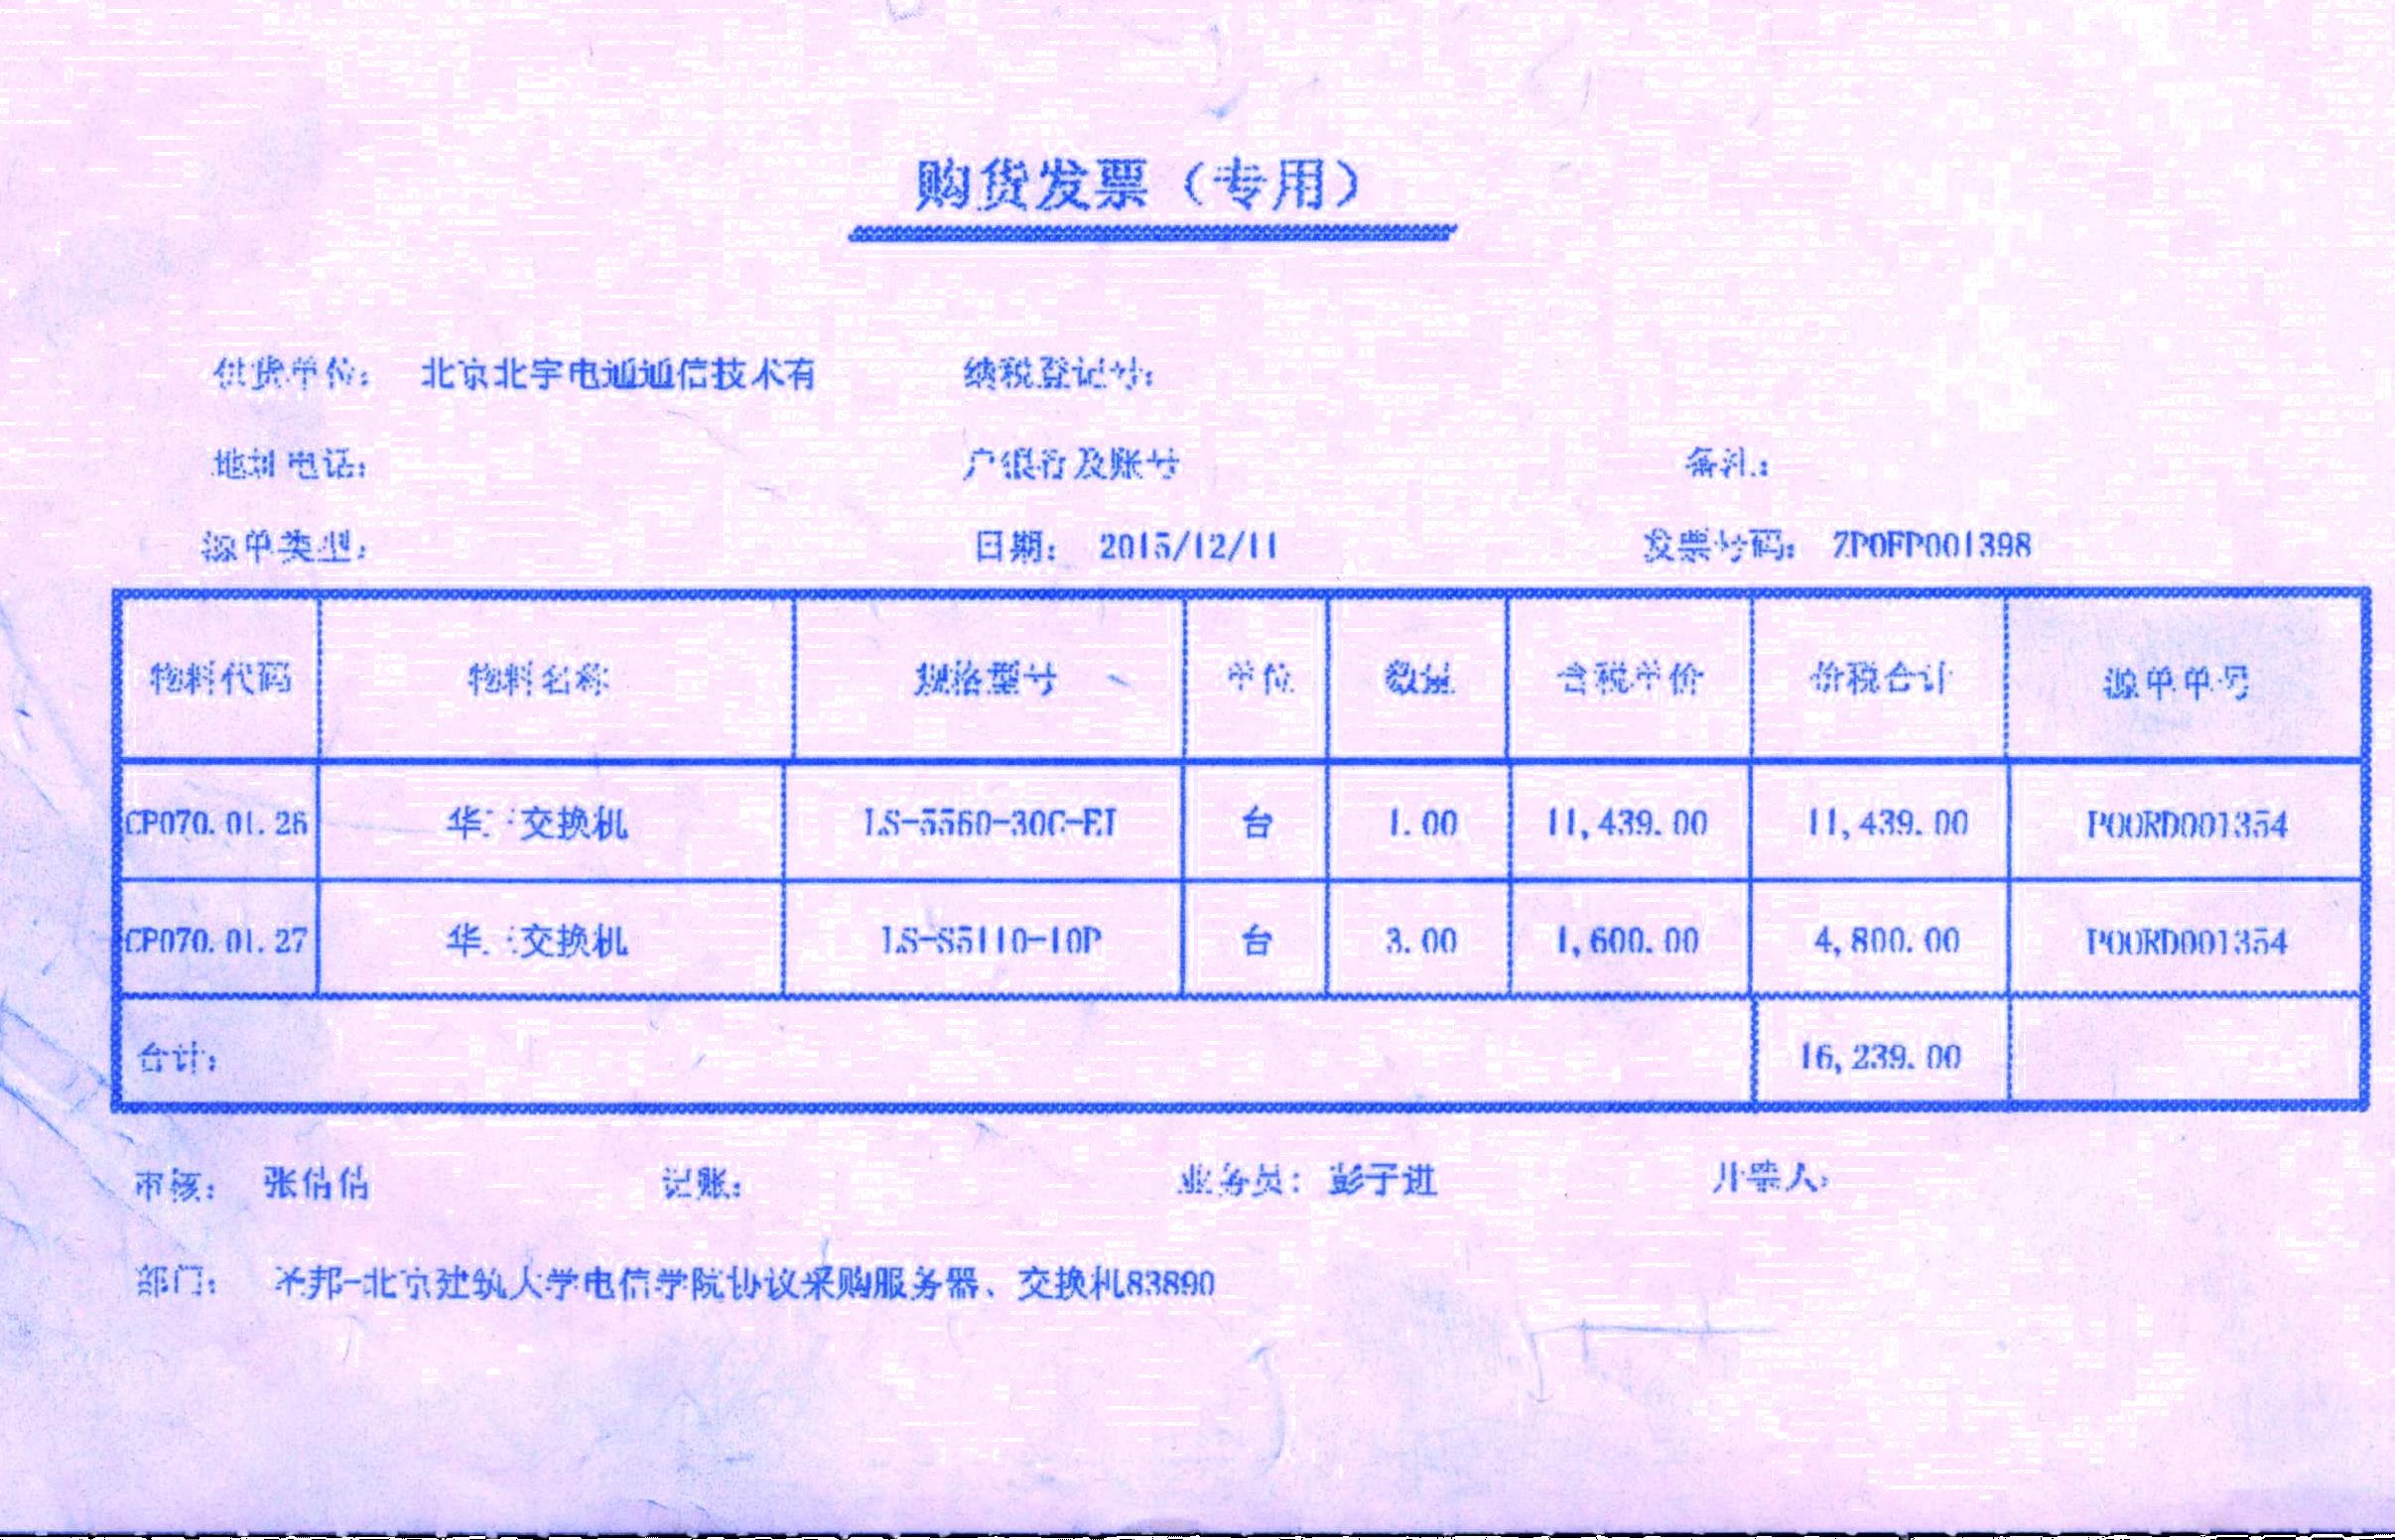 购货发票（专用）
供货单位： 北京北宇电通通信技术有 纳税登记号：
地址电话： 户银行及账号 备注：
源单类型： 日期： 2015/12/11 发票号码： ZPOFP001398
物料代码 物料名称 规格型号 单位 数量 含税单价 价税合计 源单单号
CP070.01.26 华三交换机 LS-5560-30C-EI 台 1.00 11,439.00 11,439.00 POORD001354
CP070.01.27 华三交换机 LS-S5110-10P 台 3.00 1,600.00 4,800.00 POORD001354
合计： 16,239.00
审核： 张倩倩 记账： 业务员： 彭子进 开票人：
部门： 圣邦-北京建筑大学电信学院协议采购服务器、交换机83890